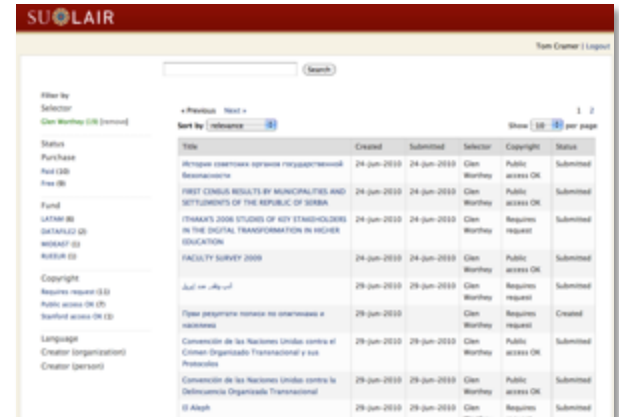 SULAIR
Tom Cramer | Logout
Search
Filter by
Selector
Glen Worthey (19) [remove]
Status
Purchase
Paid (10)
Free (9)
Fund
LATAM (6)
DATAFILE2 (2)
MIDEAST (1)
RUEEUR (1)
Copyright
Requires request (11)
Public access OK (7)
Stanford access OK (1)
Language
Creator (organization)
Creator (person)
« Previous Next »
1 2
Sort by relevance
Show 10 per page
Title Created Submitted Selector Copyright Status
История советских органов государственной
безопасности
24-Jun-2010 24-Jun-2010 Glen Worthey Public access OK Submitted
FIRST CENSUS RESULTS BY MUNICIPALITIES AND
SETTLEMENTS OF THE REPUBLIC OF SERBIA
24-Jun-2010 24-Jun-2010 Glen Worthey Public access OK Submitted
ITHAKA'S 2006 STUDIES OF KEY STAKEHOLDERS
IN THE DIGITAL TRANSFORMATION IN HIGHER
EDUCATION
24-Jun-2010 24-Jun-2010 Glen Worthey Requires request Submitted
FACULTY SURVEY 2009
24-Jun-2010 24-Jun-2010 Glen Worthey Public access OK Submitted
29-Jun-2010 29-Jun-2010 Glen Worthey Requires request Submitted
Први резултати пописа по општинама и
насељима
29-Jun-2010 Glen Worthey Requires request Created
Convención de las Naciones Unidas contra el
Crimen Organizado Transnacional y sus
Protocolos
29-Jun-2010 29-Jun-2010 Glen Worthey Public access OK Submitted
Convención de las Naciones Unidas contra la
Delincuencia Organizada Transnacional
29-Jun-2010 29-Jun-2010 Glen Worthey Public access OK Submitted
El Aleph
29-Jun-2010 29-Jun-2010 Glen Requires Submitted